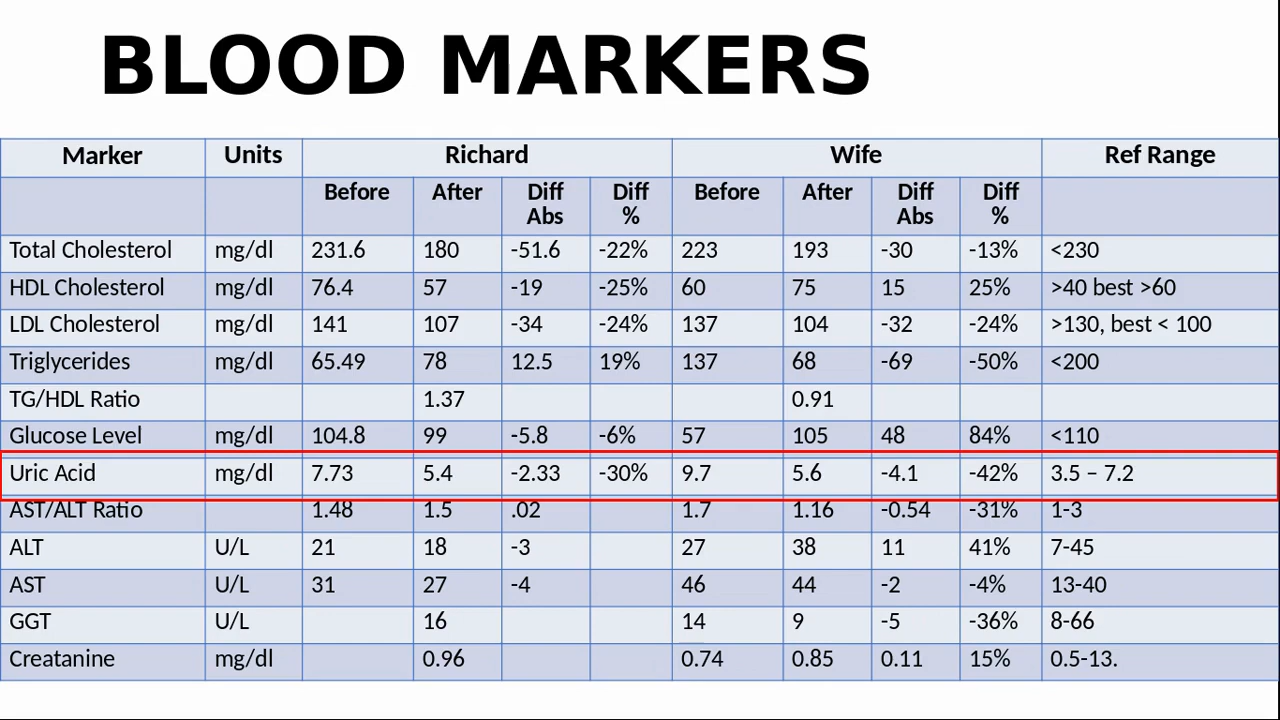 BLOOD MARKERS
Marker Units Richard Wife Ref Range
Before After Diff Abs Diff % Before After Diff Abs Diff %
Total Cholesterol mg/dl 231.6 180 -51.6 -22% 223 193 -30 -13% <230
HDL Cholesterol mg/dl 76.4 57 -19 -25% 60 75 15 25% >40 best >60
LDL Cholesterol mg/dl 141 107 -34 -24% 137 104 -32 -24% >130, best < 100
Triglycerides mg/dl 65.49 78 12.5 19% 137 68 -69 -50% <200
TG/HDL Ratio 1.37 0.91
Glucose Level mg/dl 104.8 99 -5.8 -6% 57 105 48 84% <110
Uric Acid mg/dl 7.73 5.4 -2.33 -30% 9.7 5.6 -4.1 -42% 3.5 – 7.2
AST/ALT Ratio 1.48 1.5 .02 1.7 1.16 -0.54 -31% 1-3
ALT U/L 21 18 -3 27 38 11 41% 7-45
AST U/L 31 27 -4 46 44 -2 -4% 13-40
GGT U/L 16 14 9 -5 -36% 8-66
Creatanine mg/dl 0.96 0.74 0.85 0.11 15% 0.5-13.